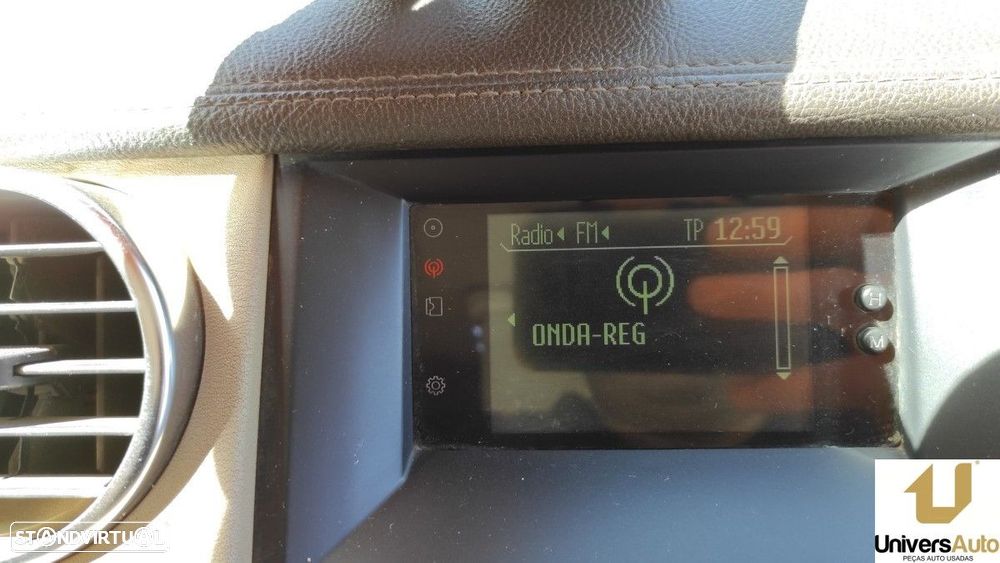 Radio FM TP 12:59
ONDA-REG
H
M
STANDVIRTUAL
UniversAuto
PEÇAS AUTO USADAS